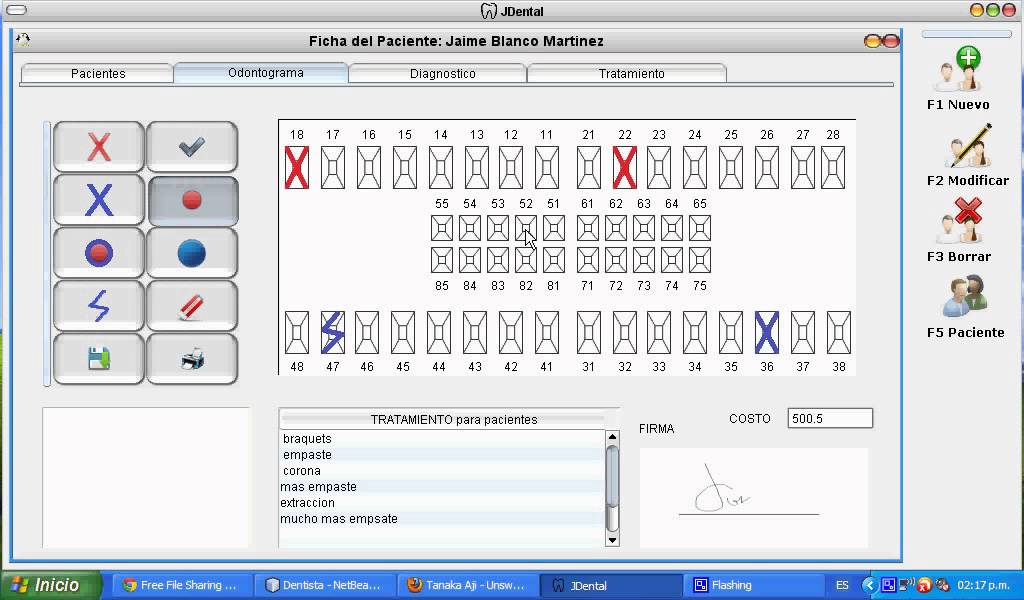 JDental
Ficha del Paciente: Jaime Blanco Martinez
Pacientes Odontograma Diagnostico Tratamiento
F1 Nuevo
F2 Modificar
F3 Borrar
F5 Paciente
18 17 16 15 14 13 12 11 21 22 23 24 25 26 27 28
55 54 53 52 51 61 62 63 64 65
85 84 83 82 81 71 72 73 74 75
48 47 46 45 44 43 42 41 31 32 33 34 35 36 37 38
TRATAMIENTO para pacientes
braquets
empaste
corona
mas empaste
extraccion
mucho mas empsate
FIRMA
COSTO 500.5
Inicio Free File Sharing ... Dentista - NetBea... Tanaka Aji - Unsw... JDental Flashing ES 02:17 p.m.